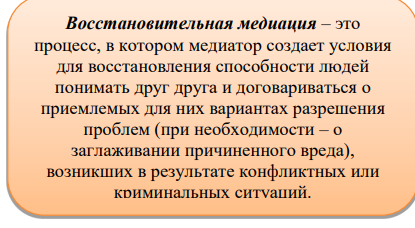 Восстановительная медиация – это
процесс, в котором медиатор создает условия
для восстановления способности людей
понимать друг друга и договариваться о
приемлемых для них вариантах разрешения
проблем (при необходимости – о
заглаживании причиненного вреда),
возникших в результате конфликтных или
криминальных ситуаций.